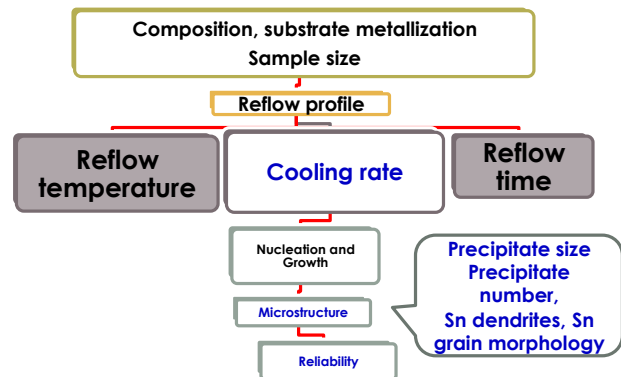 Composition, substrate metallization
Sample size
Reflow profile
Reflow
temperature
Cooling rate
Reflow
time
Nucleation and
Growth
Precipitate size
Precipitate
number,
Sn dendrites, Sn
grain morphology
Microstructure
Reliability